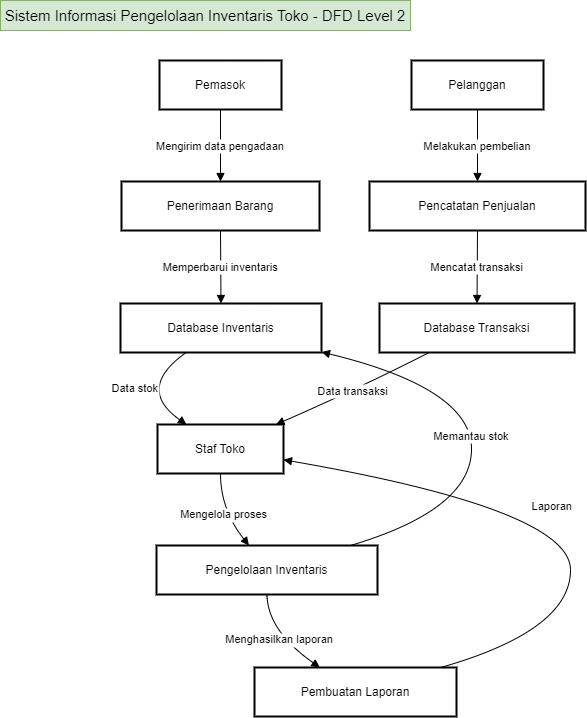 Sistem Informasi Pengelolaan Inventaris Toko - DFD Level 2
Pemasok
Pelanggan
Mengirim data pengadaan
Melakukan pembelian
Penerimaan Barang
Pencatatan Penjualan
Memperbarui inventaris
Mencatat transaksi
Database Inventaris
Database Transaksi
Data stok
Data transaksi
Memantau stok
Staf Toko
Laporan
Mengelola proses
Pengelolaan Inventaris
Menghasilkan laporan
Pembuatan Laporan